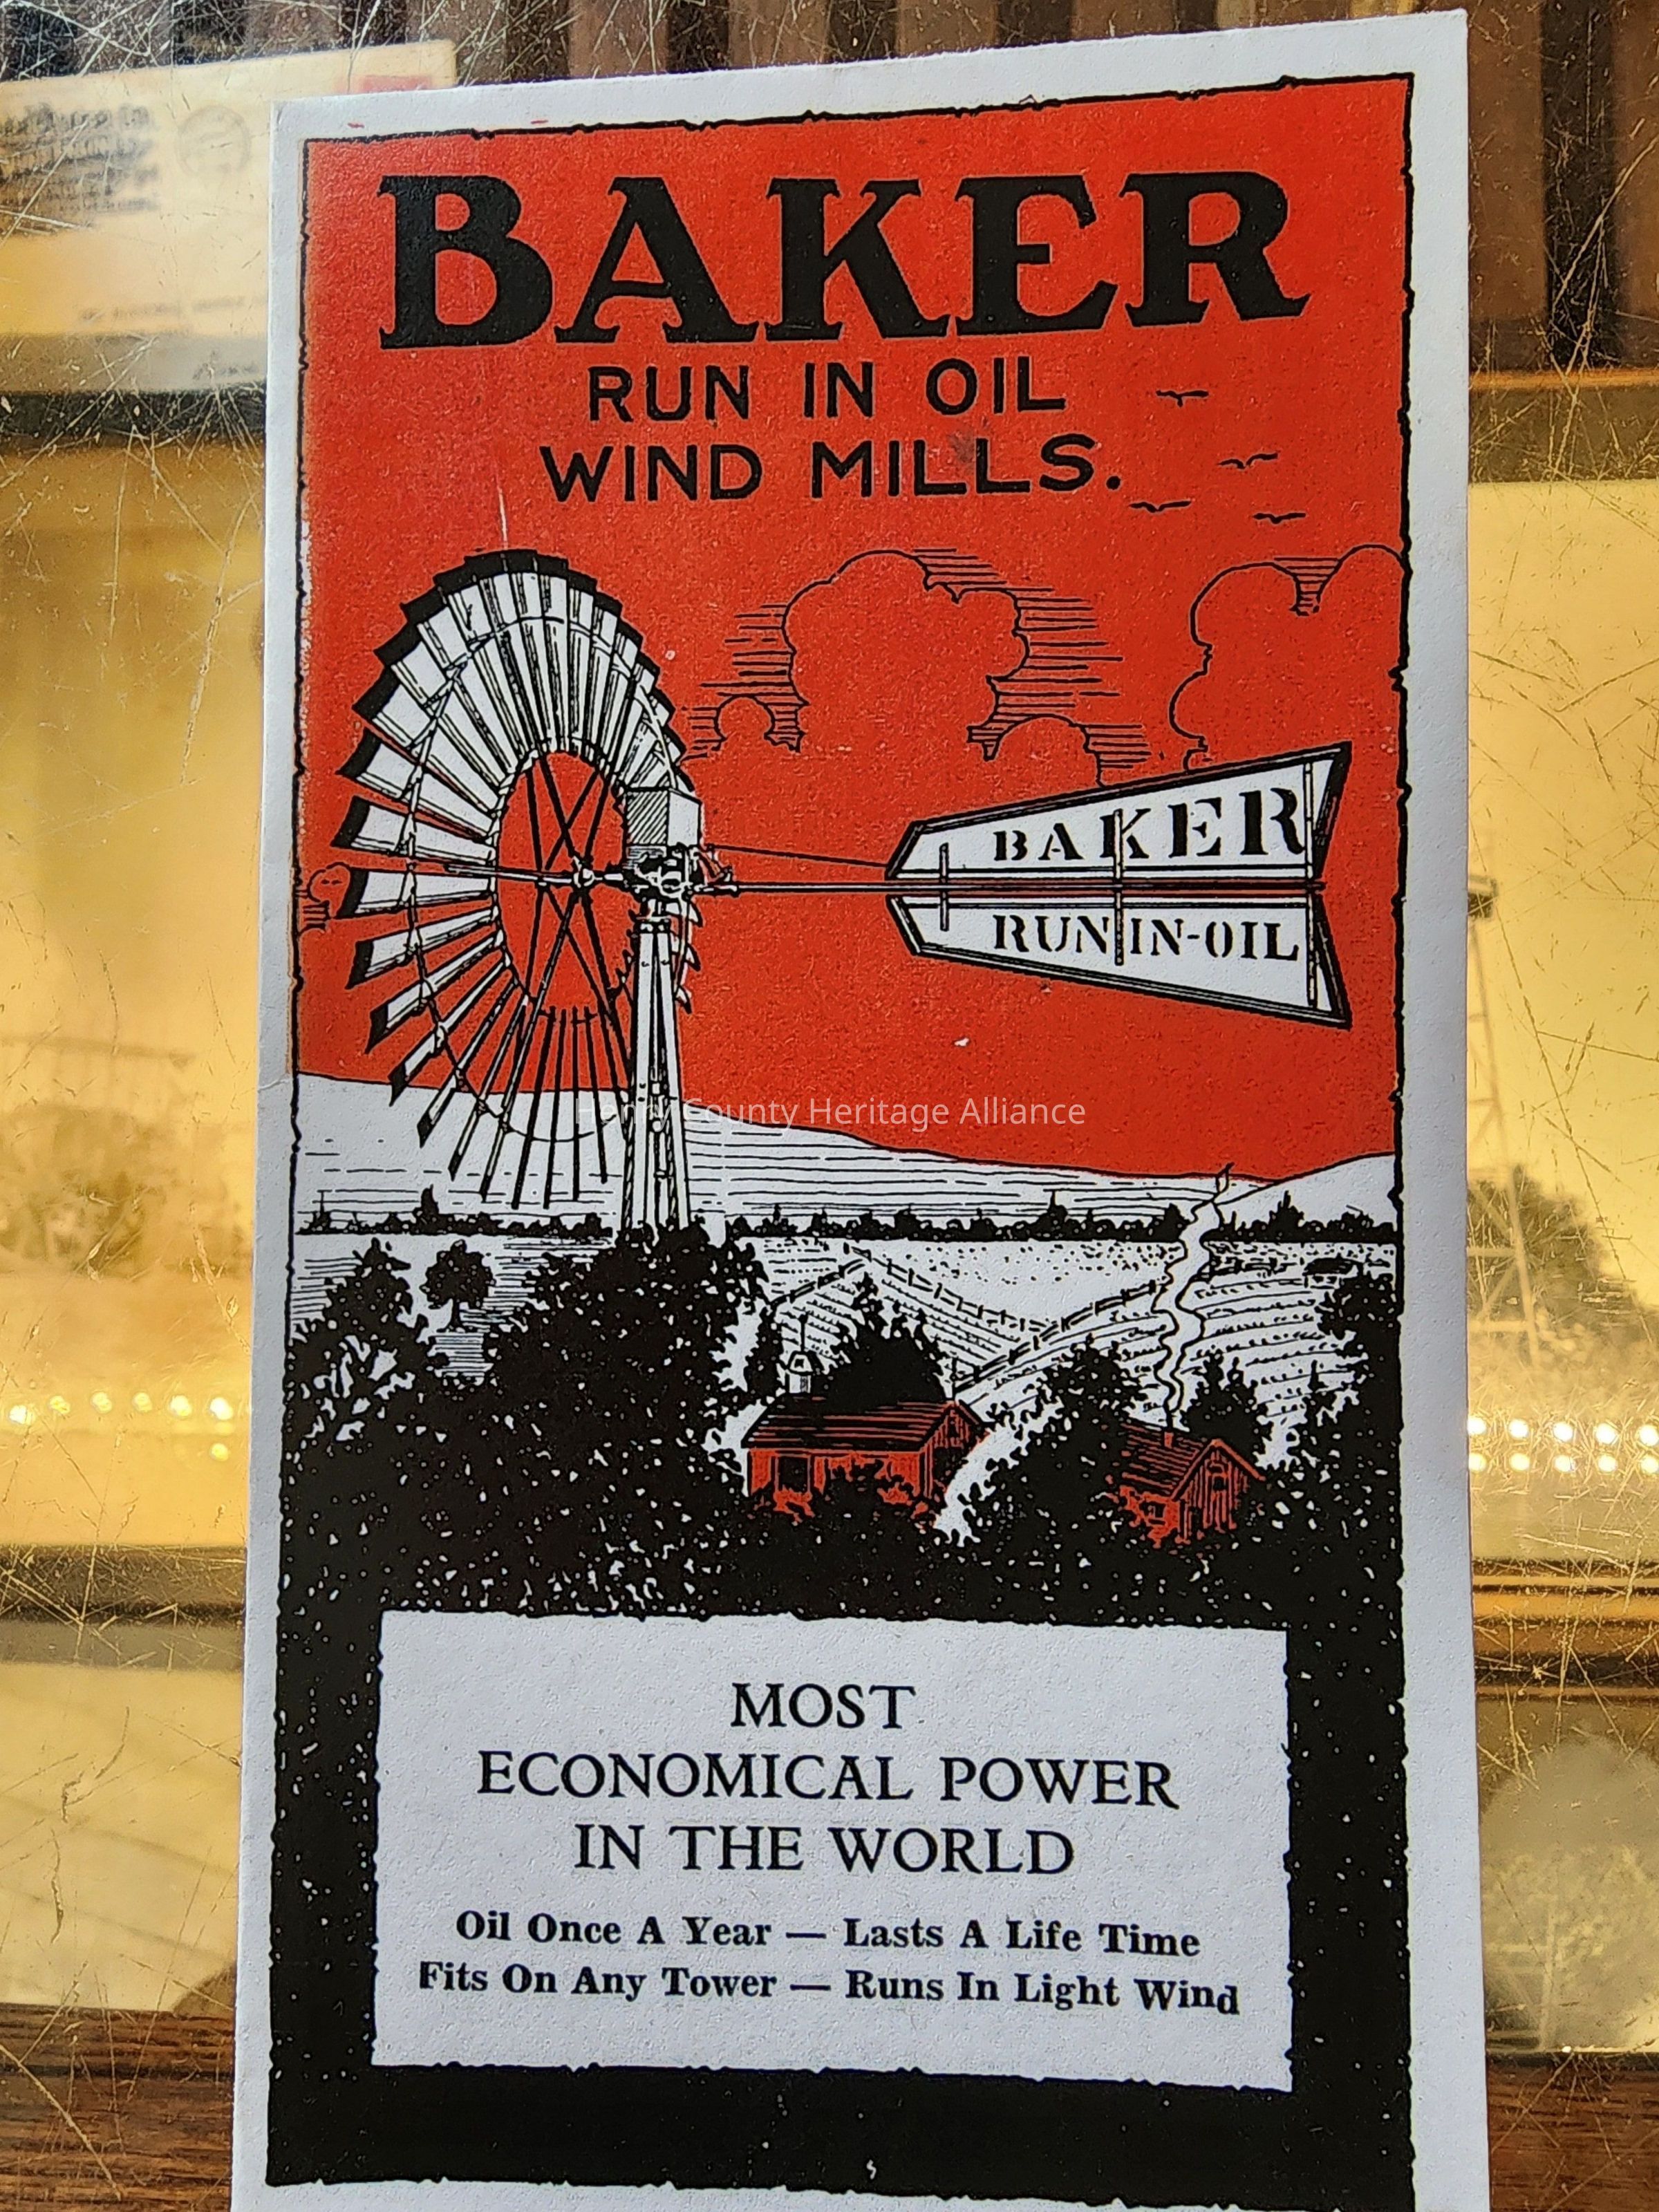 BAKER
RUN IN OIL
WIND MILLS.
BAKER
RUN IN-OIL
Henry County Heritage Alliance
MOST
ECONOMICAL POWER
IN THE WORLD
Oil Once A Year — Lasts A Life Time
Fits On Any Tower — Runs In Light Wind